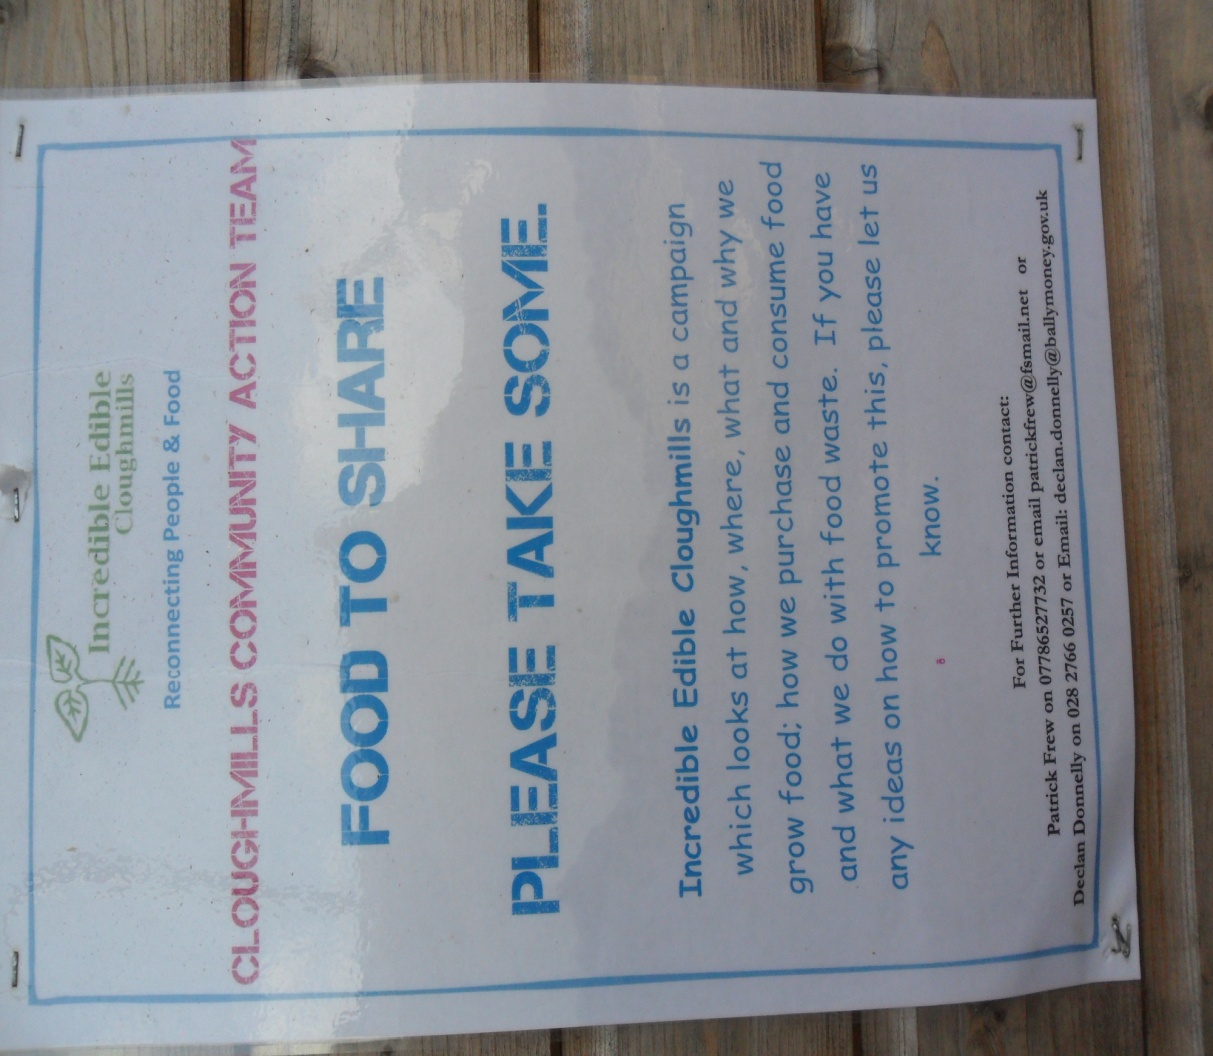 Incredible Edible
Cloughmills
Reconnecting People & Food
CLOUGHMILLS COMMUNITY ACTION TEAM
FOOD TO SHARE
PLEASE TAKE SOME.
Incredible Edible Cloughmills is a campaign
which looks at how, where, what and why we
grow food; how we purchase and consume food
and what we do with food waste. If you have
any ideas on how to promote this, please let us
know.
For Further Information contact:
Patrick Frew on 07786527732 or email patrickfrew@fsmail.net or
Declan Donnelly on 028 2766 0257 or Email: declan.donnelly@ballymoney.gov.uk